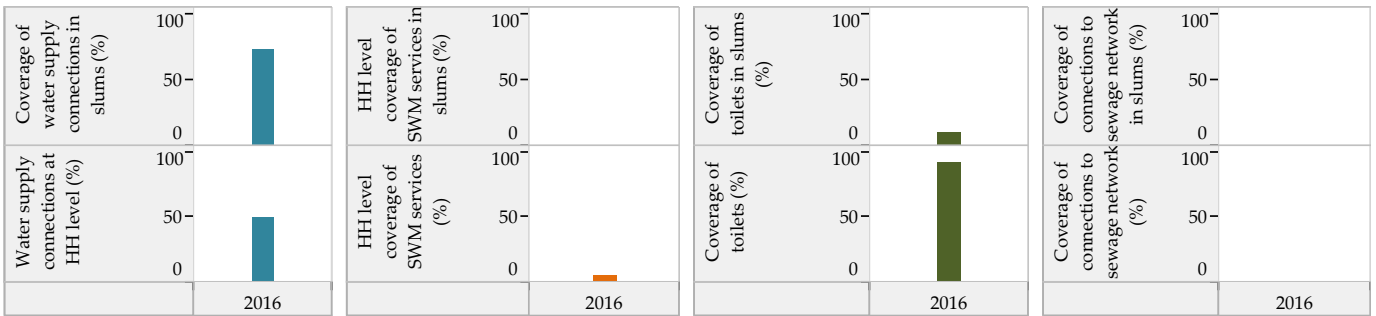 Coverage of
water supply
connections in
slums (%)
100
50
0
Water supply
connections at
HH level (%)
100
50
0
2016
HH level
coverage of
SWM services in
slums (%)
100
50
0
HH level
coverage of
SWM services
(%)
100
50
0
2016
Coverage of
toilets in slums
(%)
100
50
0
Coverage of
toilets (%)
100
50
0
2016
Coverage of
connections to
sewage network
in slums (%)
100
50
0
Coverage of
connections to
sewage network
(%)
100
50
0
2016